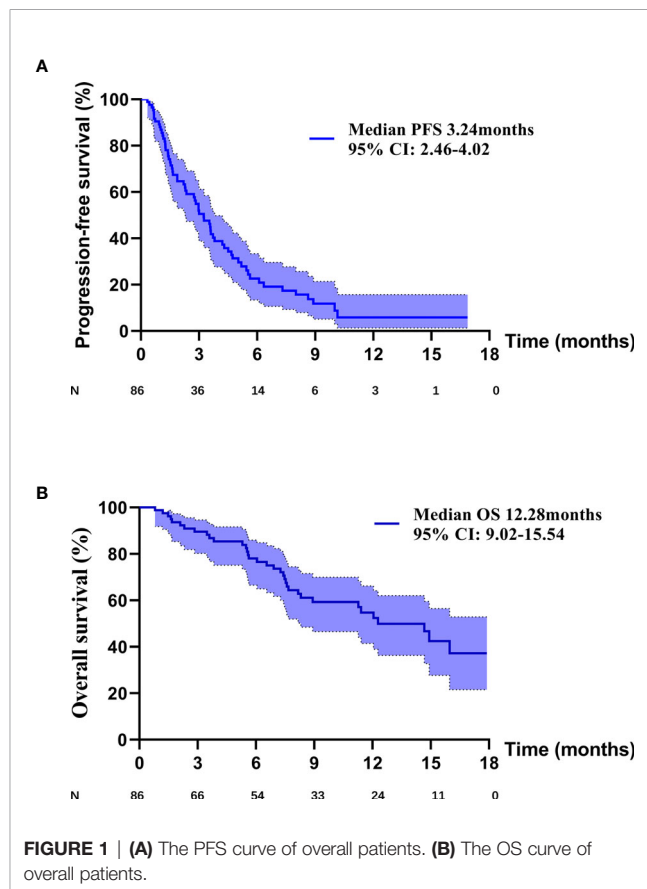 A
Progression-free survival (%)
100
80
60
40
20
0
Median PFS 3.24months
95% CI: 2.46-4.02
0 3 6 9 12 15 18
Time (months)
N 86 36 14 6 3 1 0
B
Overall survival (%)
100
80
60
40
20
0
Median OS 12.28months
95% CI: 9.02-15.54
0 3 6 9 12 15 18
Time (months)
N 86 66 54 33 24 11 0
FIGURE 1 | (A) The PFS curve of overall patients. (B) The OS curve of
overall patients.